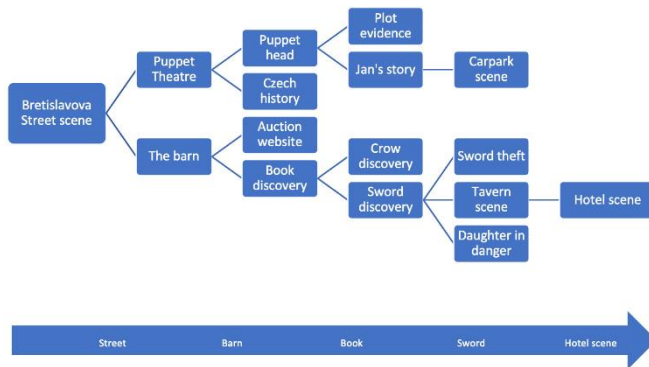 Bretislavova
Street scene
Puppet
Theatre
The barn
Puppet
head
Czech
history
Auction
website
Book
discovery
Plot
evidence
Jan's story
Crow
discovery
Sword
discovery
Carpark
scene
Sword theft
Tavern
scene
Daughter in
danger
Hotel scene
Street
Barn
Book
Sword
Hotel scene